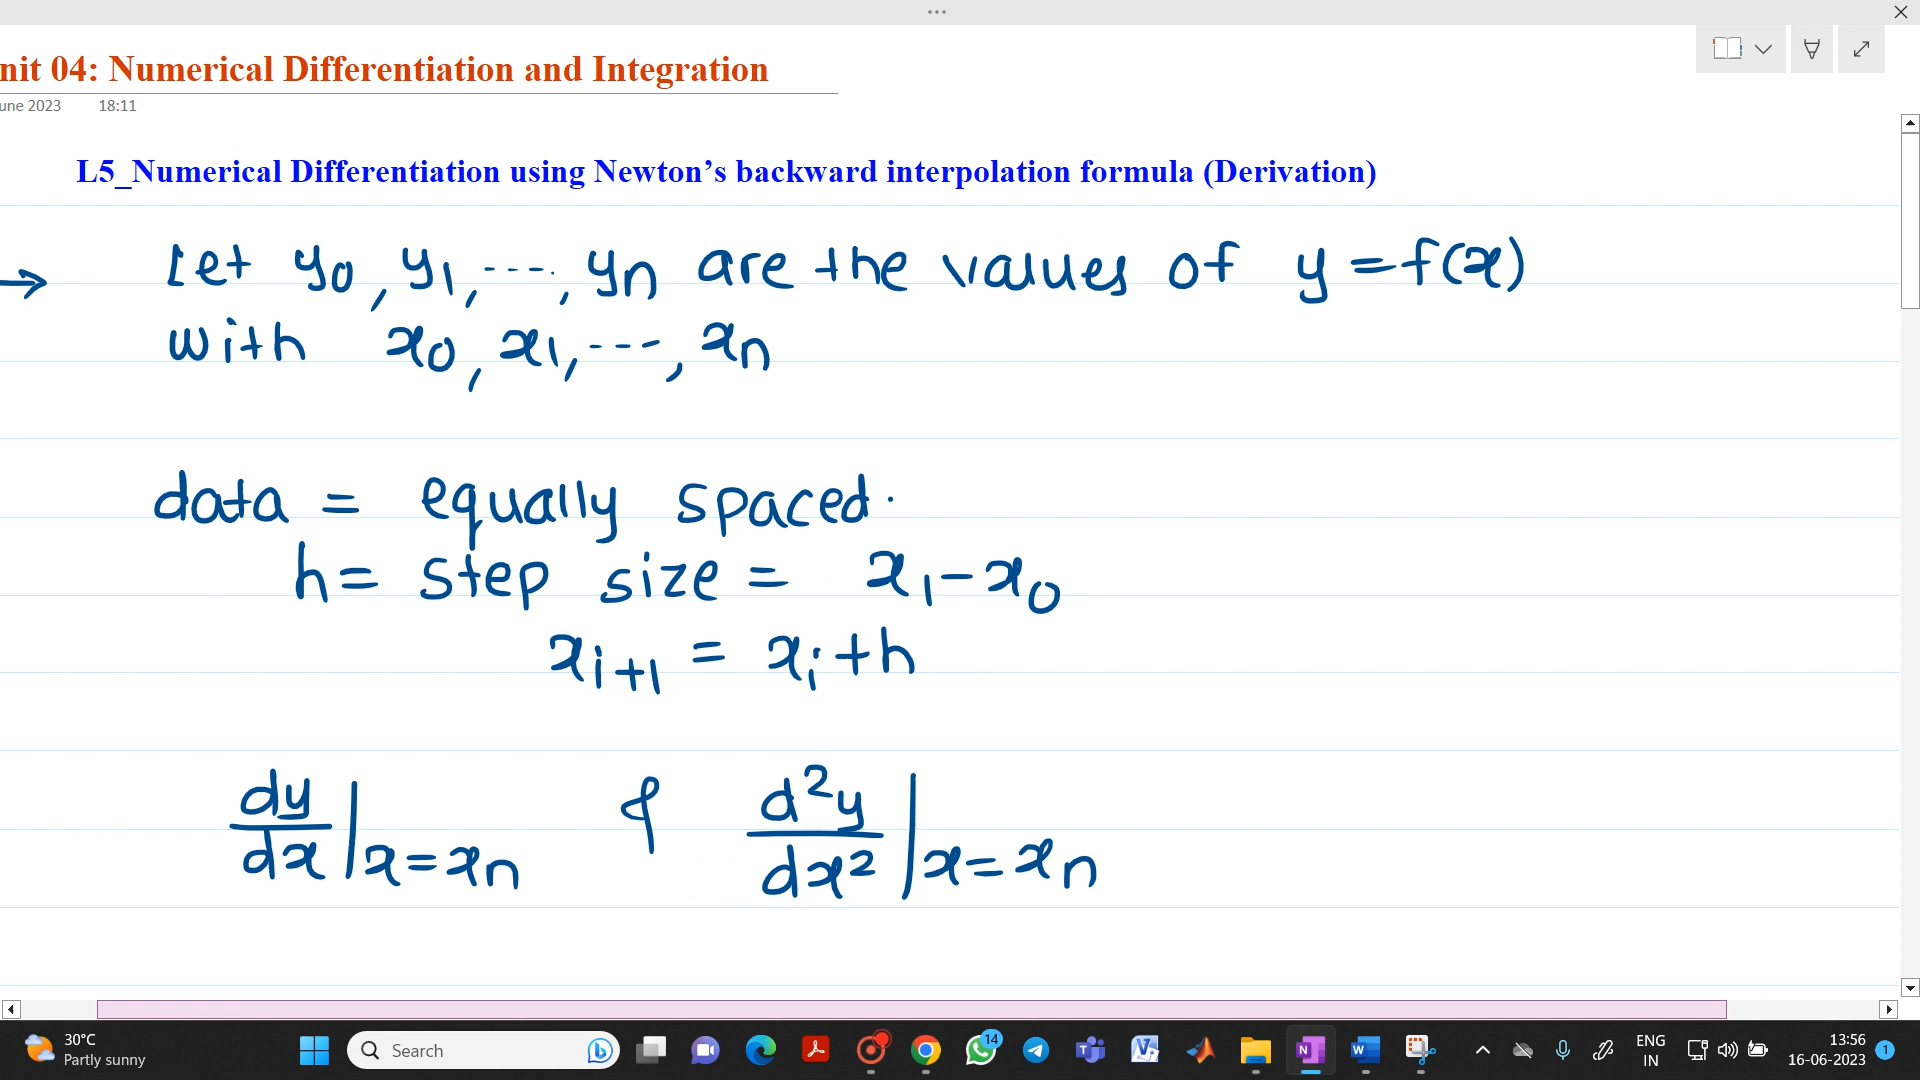 nit 04: Numerical Differentiation and Integration
une 2023 18:11
L5_Numerical Differentiation using Newton’s backward interpolation formula (Derivation)
→ Let y₀, y₁, ----, yₙ are the values of y = f(x)
with x₀, x₁, ---, xₙ
data = equally spaced.
h = step size = x₁ - x₀
xᵢ₊₁ = xᵢ + h
dy/dx |x=xₙ & d²y/dx² |x=xₙ
30°C
Partly sunny
Search
14
ENG
IN
13:56
16-06-2023
1